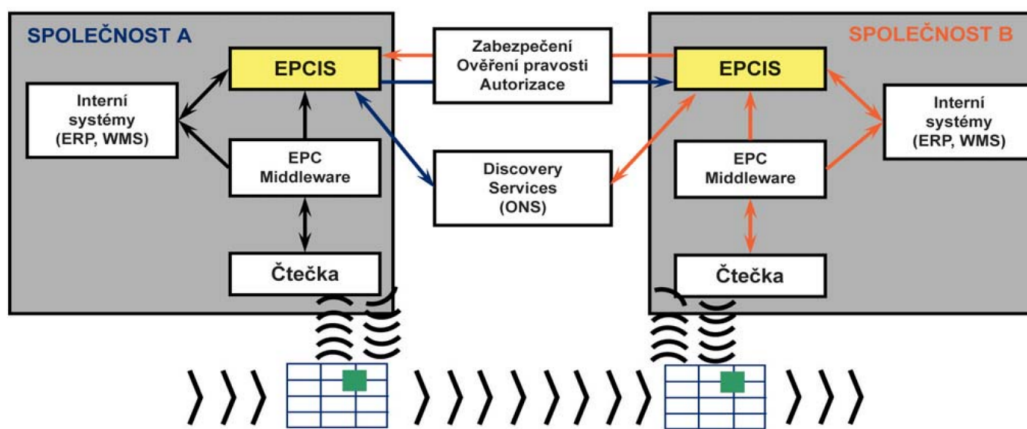 SPOLEČNOST A
EPCIS
Interní
systémy
(ERP, WMS)
EPC
Middleware
Čtečka
Zabezpečení
Ověření pravosti
Autorizace
Discovery
Services
(ONS)
SPOLEČNOST B
EPCIS
Interní
systémy
(ERP, WMS)
EPC
Middleware
Čtečka